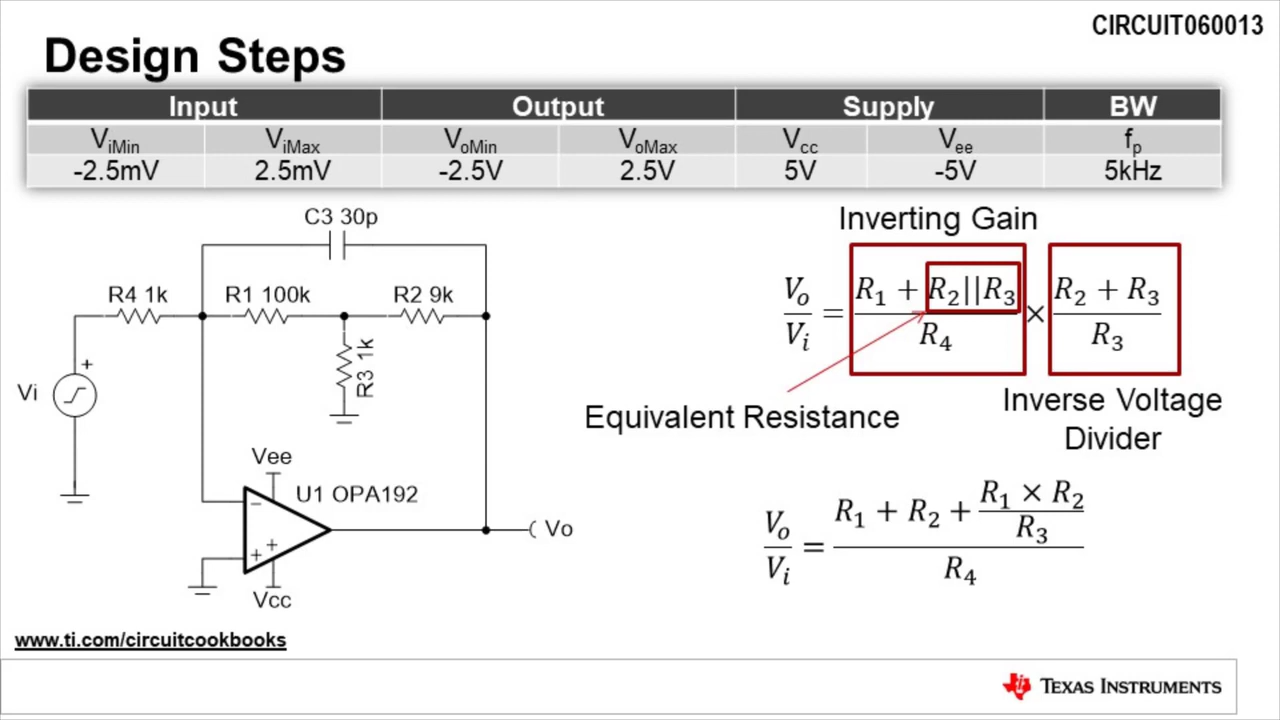 CIRCUIT060013
Design Steps
Input Output Supply BW
ViMin ViMax VoMin VoMax Vcc Vee fp
-2.5mV 2.5mV -2.5V 2.5V 5V -5V 5kHz
C3 30p
R4 1k R1 100k R2 9k
R3 1k
+
Vi
Vee
U1 OPA192
−
+
+
Vo
Vcc
Inverting Gain
Vo/Vi = (R1 + R2||R3)/R4 × (R2 + R3)/R3
Equivalent Resistance
Inverse Voltage
Divider
Vo/Vi = (R1 + R2 + (R1 × R2)/R3)/R4
www.ti.com/circuitcookbooks
ti TEXAS INSTRUMENTS